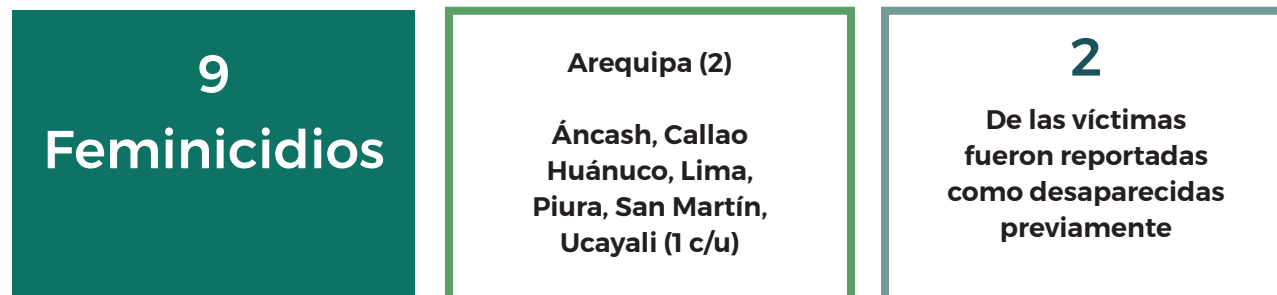 9
Feminicidios
Arequipa (2)
Áncash, Callao
Huánuco, Lima,
Piura, San Martín,
Ucayali (1 c/u)
2
De las víctimas
fueron reportadas
como desaparecidas
previamente